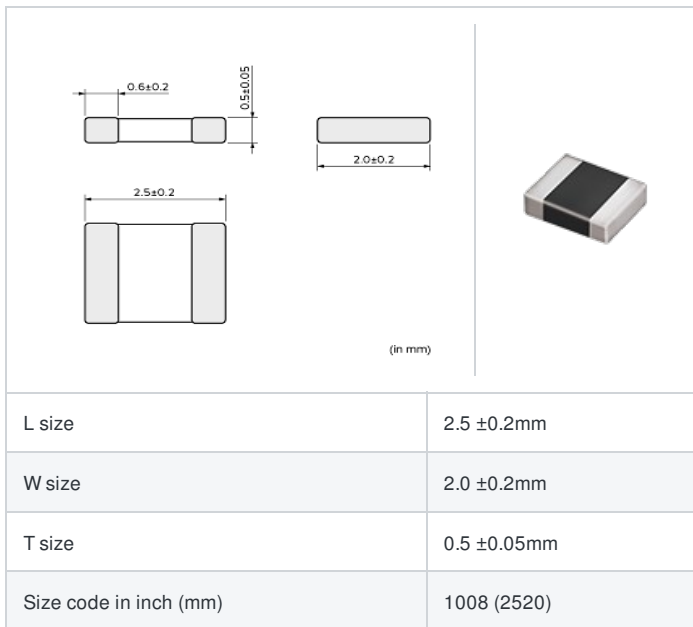 0.6±0.2
0.5±0.05
2.0±0.2
2.5±0.2
(in mm)
L size 2.5 ±0.2mm
W size 2.0 ±0.2mm
T size 0.5 ±0.05mm
Size code in inch (mm) 1008 (2520)